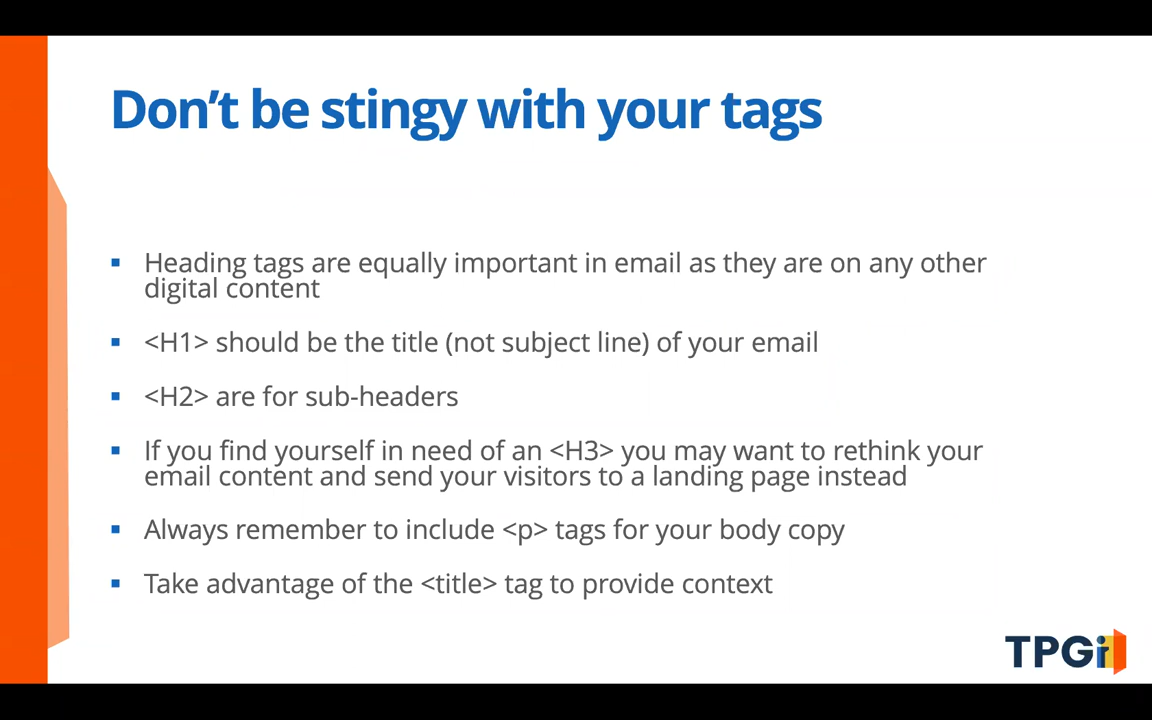 Don't be stingy with your tags
Heading tags are equally important in email as they are on any other
digital content
<H1> should be the title (not subject line) of your email
<H2> are for sub-headers
If you find yourself in need of an <H3> you may want to rethink your
email content and send your visitors to a landing page instead
Always remember to include <p> tags for your body copy
Take advantage of the <title> tag to provide context
TPGi